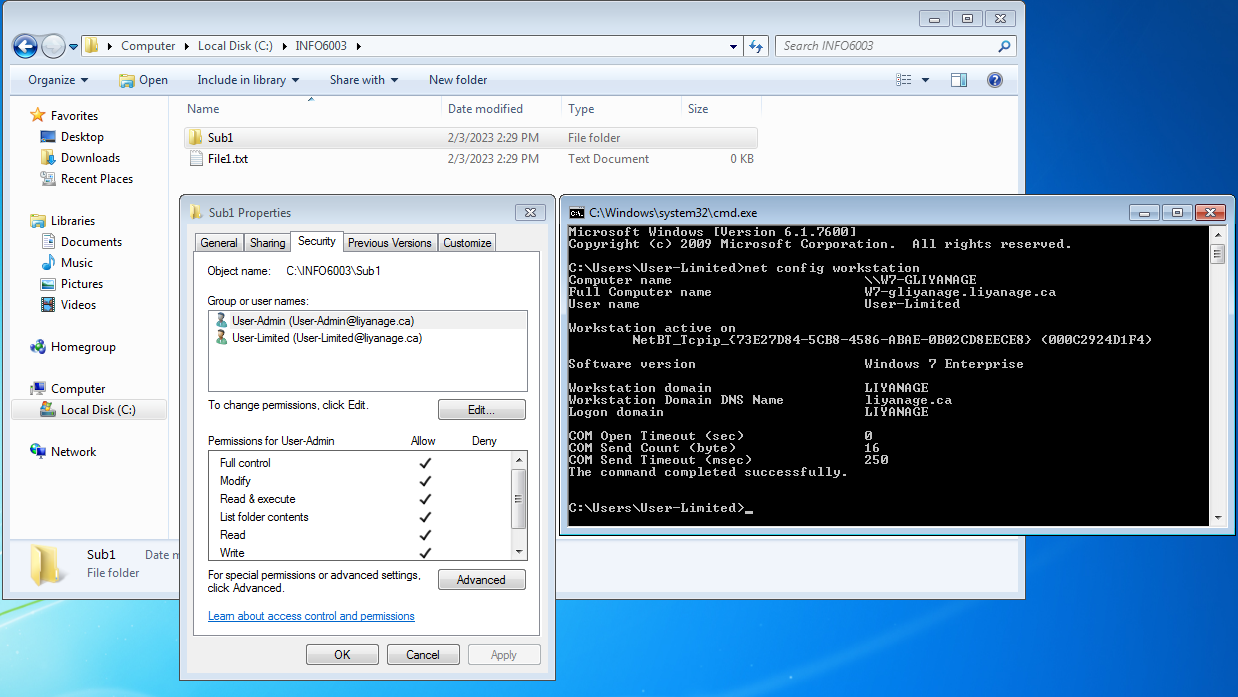 Computer Local Disk (C:) INFO6003
Search INFO6003
Organize Open Include in library Share with New folder
Favorites
Desktop
Downloads
Recent Places
Libraries
Documents
Music
Pictures
Videos
Homegroup
Computer
Local Disk (C:)
Network
Name Date modified Type Size
Sub1 2/3/2023 2:29 PM File folder
File1.txt 2/3/2023 2:29 PM Text Document 0 KB
Sub1 Date m
File folder
Sub1 Properties
General Sharing Security Previous Versions Customize
Object name: C:\INFO6003\Sub1
Group or user names:
User-Admin (User-Admin@liyanage.ca)
User-Limited (User-Limited@liyanage.ca)
To change permissions, click Edit.
Edit...
Permissions for User-Admin Allow Deny
Full control
Modify
Read & execute
List folder contents
Read
Write
For special permissions or advanced settings,
click Advanced.
Advanced
Learn about access control and permissions
OK Cancel Apply
C:\Windows\system32\cmd.exe
Microsoft Windows [Version 6.1.7600]
Copyright (c) 2009 Microsoft Corporation. All rights reserved.
C:\Users\User-Limited>net config workstation
Computer name \\W7-GLIYANAGE
Full Computer name W7-gliyanage.liyanage.ca
User name User-Limited
Workstation active on
NetBT_Tcpip_{73E27D84-5CB8-4586-ABAE-0B02CD8EECE8} (000C2924D1F4)
Software version Windows 7 Enterprise
Workstation domain LIYANAGE
Workstation Domain DNS Name liyanage.ca
Logon domain LIYANAGE
COM Open Timeout (sec) 0
COM Send Count (byte) 16
COM Send Timeout (msec) 250
The command completed successfully.
C:\Users\User-Limited>_